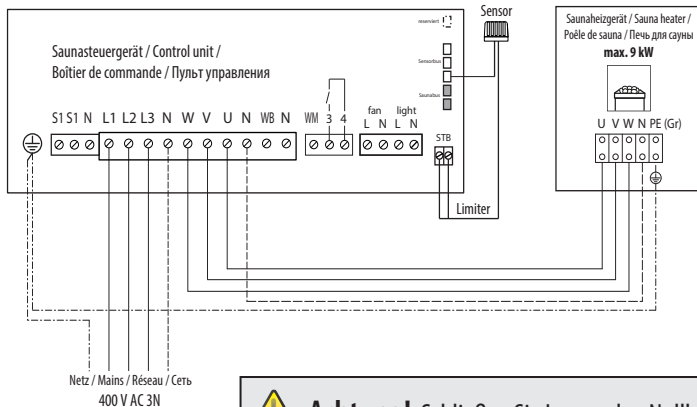 Sensor
reserviert
Sensorbus
Saunabus
Saunasteuergerät / Control unit /
Boîtier de commande / Пульт управления
S1 S1 N L1 L2 L3 N W V U N WB N WM 3 4
fan light
L N L N
STB
Limiter
Saunaheizgerät / Sauna heater /
Poêle de sauna / Печь для сауны
max. 9 kW
U V W N PE (Gr)
Netz / Mains / Réseau / Сеть
400 V AC 3N